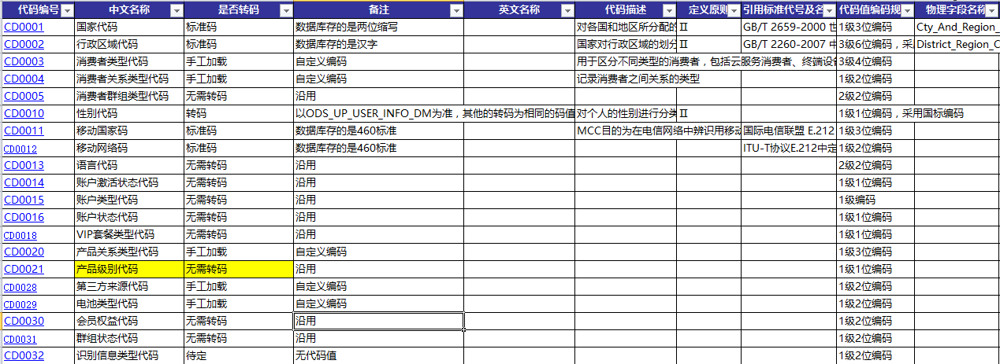 代码编号 中文名称 是否转码 备注 英文名称 代码描述 定义原则 引用标准代号及名 代码值编码规 物理字段名称
CD0001 国家代码 标准码 数据库存的是两位缩写 对各国和地区所分配的 Ⅱ GB/T 2659-2000 世 1级3位编码 Cty_And_Region_
CD0002 行政区域代码 标准码 数据库存的是汉字 国家对行政区域的划分 Ⅱ GB/T 2260-2007 中 3级6位编码，采 District_Region_C
CD0003 消费者类型代码 手工加载 自定义编码 用于区分不同类型的消费者，包括云服务消费者、终端设备 3级4位编码
CD0004 消费者关系类型代码 手工加载 自定义编码 记录消费者之间关系的类型 1级2位编码
CD0005 消费者群组类型代码 无需转码 沿用 2级2位编码
CD0010 性别代码 转码 以ODS_UP_USER_INFO_DM为准，其他的转码为相同的码值 对个人的性别进行分类 Ⅱ 1级1位编码，采用国标编码
CD0011 移动国家码 标准码 数据库存的是460标准 MCC目的为在电信网络中辨识用移动 国际电信联盟 E.212 1级3位编码
CD0012 移动网络码 标准码 数据库存的是460标准 ITU-T协议E.212中定 1级2位编码
CD0013 语言代码 无需转码 沿用 2级2位编码
CD0014 账户激活状态代码 无需转码 沿用 1级1位编码
CD0015 账户类型代码 无需转码 沿用 1级编码
CD0016 账户状态代码 无需转码 沿用 1级1位编码
CD0018 VIP套餐类型代码 无需转码 沿用 1级1位编码
CD0020 产品关系类型代码 手工加载 自定义编码 1级3位编码
CD0021 产品级别代码 无需转码 沿用 1级1位编码
CD0028 第三方来源代码 手工加载 自定义编码 1级2位编码
CD0029 电池类型代码 手工加载 自定义编码 1级2位编码
CD0030 会员权益代码 无需转码 沿用 1级2位编码
CD0031 群组状态代码 无需转码 沿用 1级2位编码
CD0032 识别信息类型代码 待定 无代码值 1级2位编码